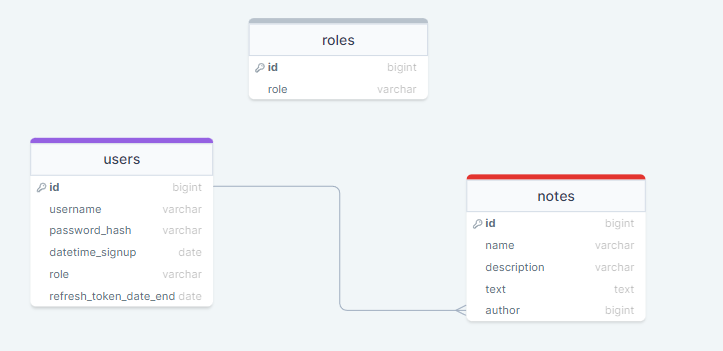 roles
id bigint
role varchar
users
id bigint
username varchar
password_hash varchar
datetime_signup date
role varchar
refresh_token_date_end date
notes
id bigint
name varchar
description varchar
text text
author bigint